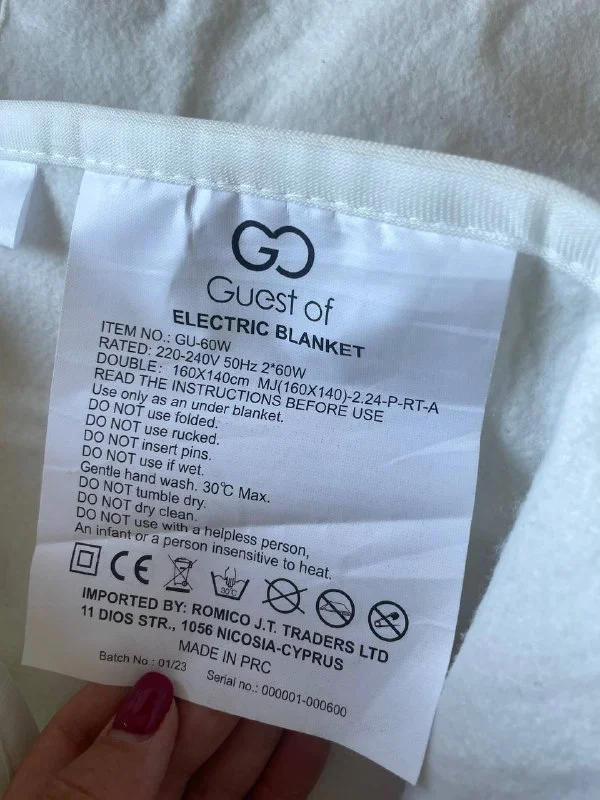 GO
Guest of
ELECTRIC BLANKET
ITEM NO.: GU-60W
RATED: 220-240V 50Hz 2*60W
DOUBLE: 160X140cm MJ(160X140)-2.24-P-RT-A
READ THE INSTRUCTIONS BEFORE USE
Use only as an under blanket.
DO NOT use folded.
DO NOT use rucked.
DO NOT insert pins.
DO NOT use if wet.
Gentle hand wash. 30℃ Max.
DO NOT tumble dry.
DO NOT dry clean.
DO NOT use with a helpless person,
An infant or a person insensitive to heat.
CE 30℃
IMPORTED BY: ROMICO J.T. TRADERS LTD
11 DIOS STR., 1056 NICOSIA-CYPRUS
MADE IN PRC
Batch No : 01/23
Serial no.: 000001-000600